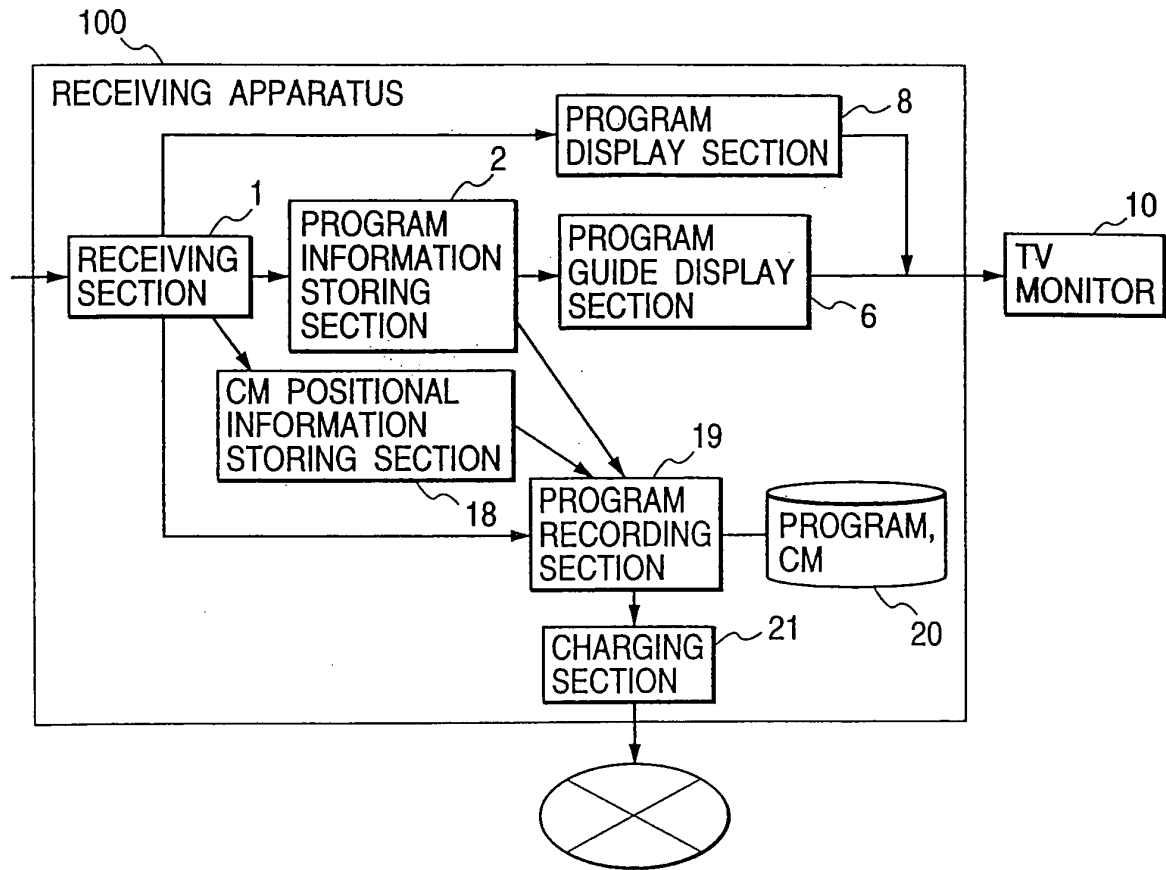 100
RECEIVING APPARATUS
8
PROGRAM
DISPLAY SECTION
2
1
10
PROGRAM
INFORMATION
STORING
SECTION
RECEIVING
SECTION
PROGRAM
GUIDE DISPLAY
SECTION
6
TV
MONITOR
CM POSITIONAL
INFORMATION
STORING SECTION
18
19
PROGRAM
RECORDING
SECTION
PROGRAM,
CM
20
21
CHARGING
SECTION